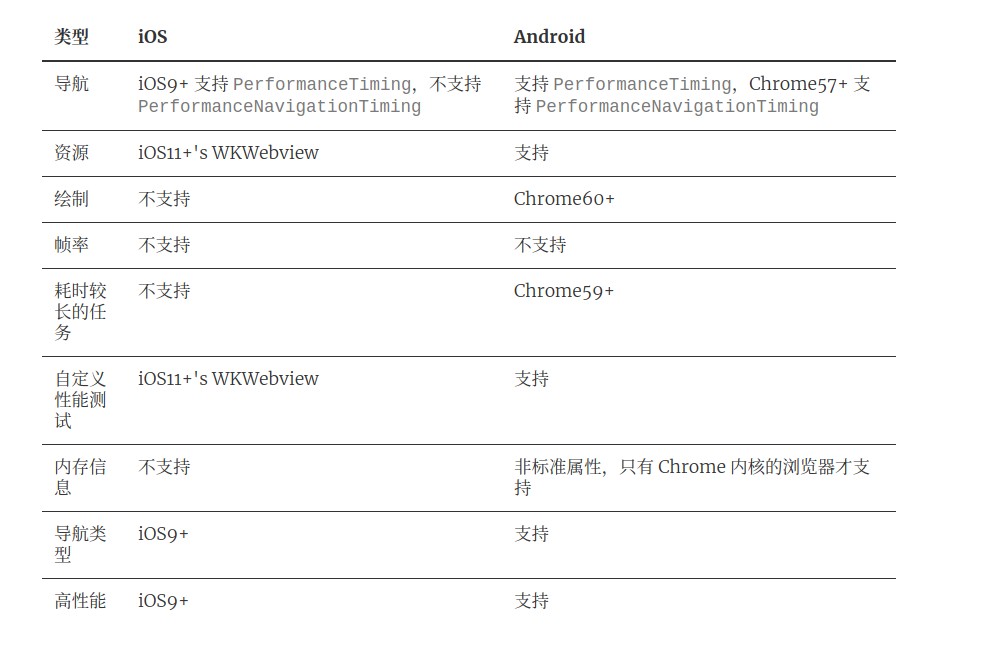 类型 iOS Android
导航 iOS9+ 支持 PerformanceTiming，不支持 支持 PerformanceTiming，Chrome57+ 支
PerformanceNavigationTiming 持 PerformanceNavigationTiming
资源 iOS11+'s WKWebview 支持
绘制 不支持 Chrome60+
帧率 不支持 不支持
耗时较 不支持 Chrome59+
长的任
务
自定义 iOS11+'s WKWebview 支持
性能测
试
内存信 不支持 非标准属性，只有 Chrome 内核的浏览器才支
息 持
导航类 iOS9+ 支持
型
高性能 iOS9+ 支持